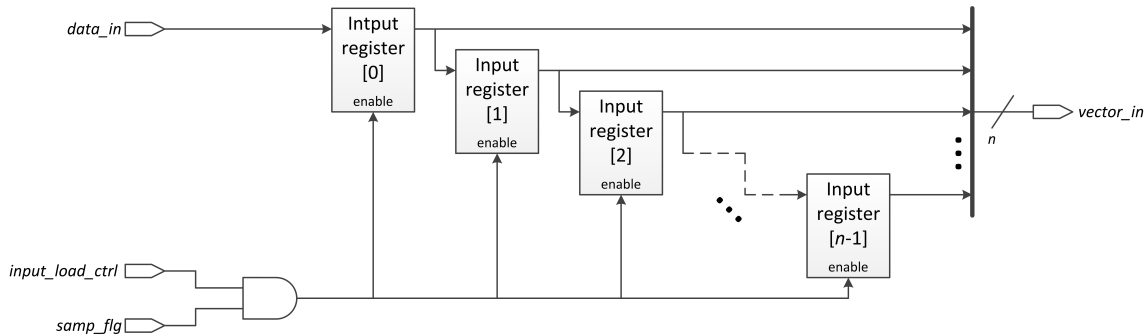 data_in
Intput
register
[0]
enable
Input
register
[1]
enable
Input
register
[2]
enable
Input
register
[n-1]
enable
n
vector_in
input_load_ctrl
samp_flg